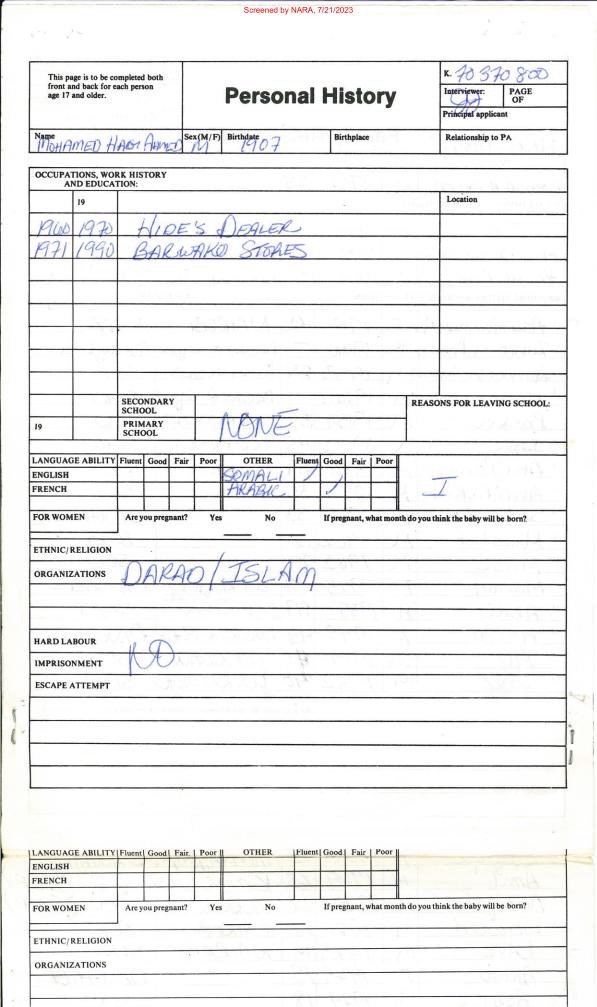 Screened by NARA, 7/21/2023
This page is to be completed both
front and back for each person
age 17 and older.
Personal History
K. 70370800
Interviewer:
PAGE
OF
Principal applicant
Name
MOHAMED HAGI AHMED
Sex(M/F)
M
Birthdate
1907
Birthplace
Relationship to PA
OCCUPATIONS, WORK HISTORY
AND EDUCATION:
19
Location
1960 1970 HIDE'S DEALER
1971 1990 BARWAKO STORES
SECONDARY
SCHOOL
REASONS FOR LEAVING SCHOOL:
19
PRIMARY
SCHOOL
NONE
LANGUAGE ABILITY Fluent Good Fair Poor OTHER Fluent Good Fair Poor
ENGLISH SOMALI
FRENCH ARABIC
I
FOR WOMEN Are you pregnant? Yes No If pregnant, what month do you think the baby will be born?
ETHNIC/RELIGION
ORGANIZATIONS DAROD/ISLAM
HARD LABOUR
IMPRISONMENT NO
ESCAPE ATTEMPT
LANGUAGE ABILITY Fluent Good Fair. Poor OTHER Fluent Good Fair Poor
ENGLISH
FRENCH
FOR WOMEN Are you pregnant? Yes No If pregnant, what month do you think the baby will be born?
ETHNIC/RELIGION
ORGANIZATIONS